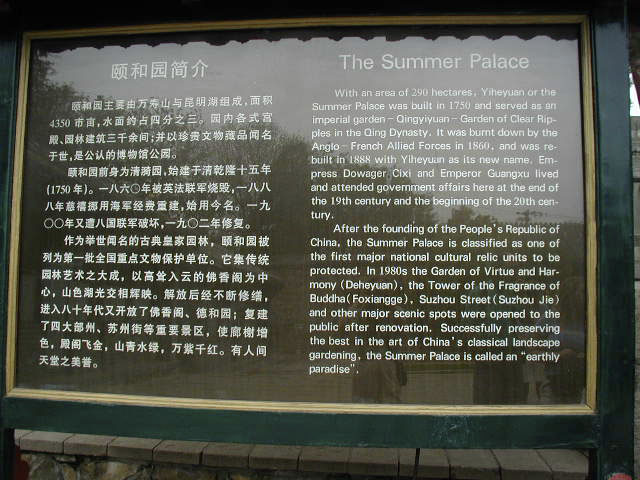 颐和园简介
颐和园主要由万寿山与昆明湖组成，面积
4350市亩，水面约占四分之三。园内各式宫
殿、园林建筑三千余间；并以珍贵文物藏品闻名
于世，是公认的博物馆公园。
颐和园前身为清漪园，始建于清乾隆十五年
(1750年)。一八六〇年被英法联军烧毁，一八八
八年慈禧挪用海军经费重建，始用今名。一九
〇〇年又遭八国联军破坏，一九〇二年修复。
作为举世闻名的古典皇家园林，颐和园被
列为第一批全国重点文物保护单位。它集传统
园林艺术之大成，以高耸入云的佛香阁为中
心，山色湖光交相辉映。解放后经不断修缮，
进入八十年代又开放了佛香阁、德和园；复建
了四大部州、苏州街等重要景区，使廊榭增
色，殿阁飞金，山青水绿，万紫千红。有人间
天堂之美誉。
The Summer Palace
With an area of 290 hectares, Yiheyuan or the
Summer Palace was built in 1750 and served as an
imperial garden-Qingyiyuan-Garden of Clear Rip-
ples in the Qing Dynasty. It was burnt down by the
Anglo-French Allied Forces in 1860, and was re-
built in 1888 with Yiheyuan as its new name. Em-
press Dowager Cixi and Emperor Guangxu lived
and attended government affairs here at the end of
the 19th century and the beginning of the 20th cen-
tury.
After the founding of the People's Republic of
China, the Summer Palace is classified as one of
the first major national cultural relic units to be
protected. In 1980s the Garden of Virtue and Har-
mony (Deheyuan), the Tower of the Fragrance of
Buddha(Foxiangge), Suzhou Street(Suzhou Jie)
and other major scenic spots were opened to the
public after renovation. Successfully preserving
the best in the art of China's classical landscape
gardening, the Summer Palace is called an "earthly
paradise".